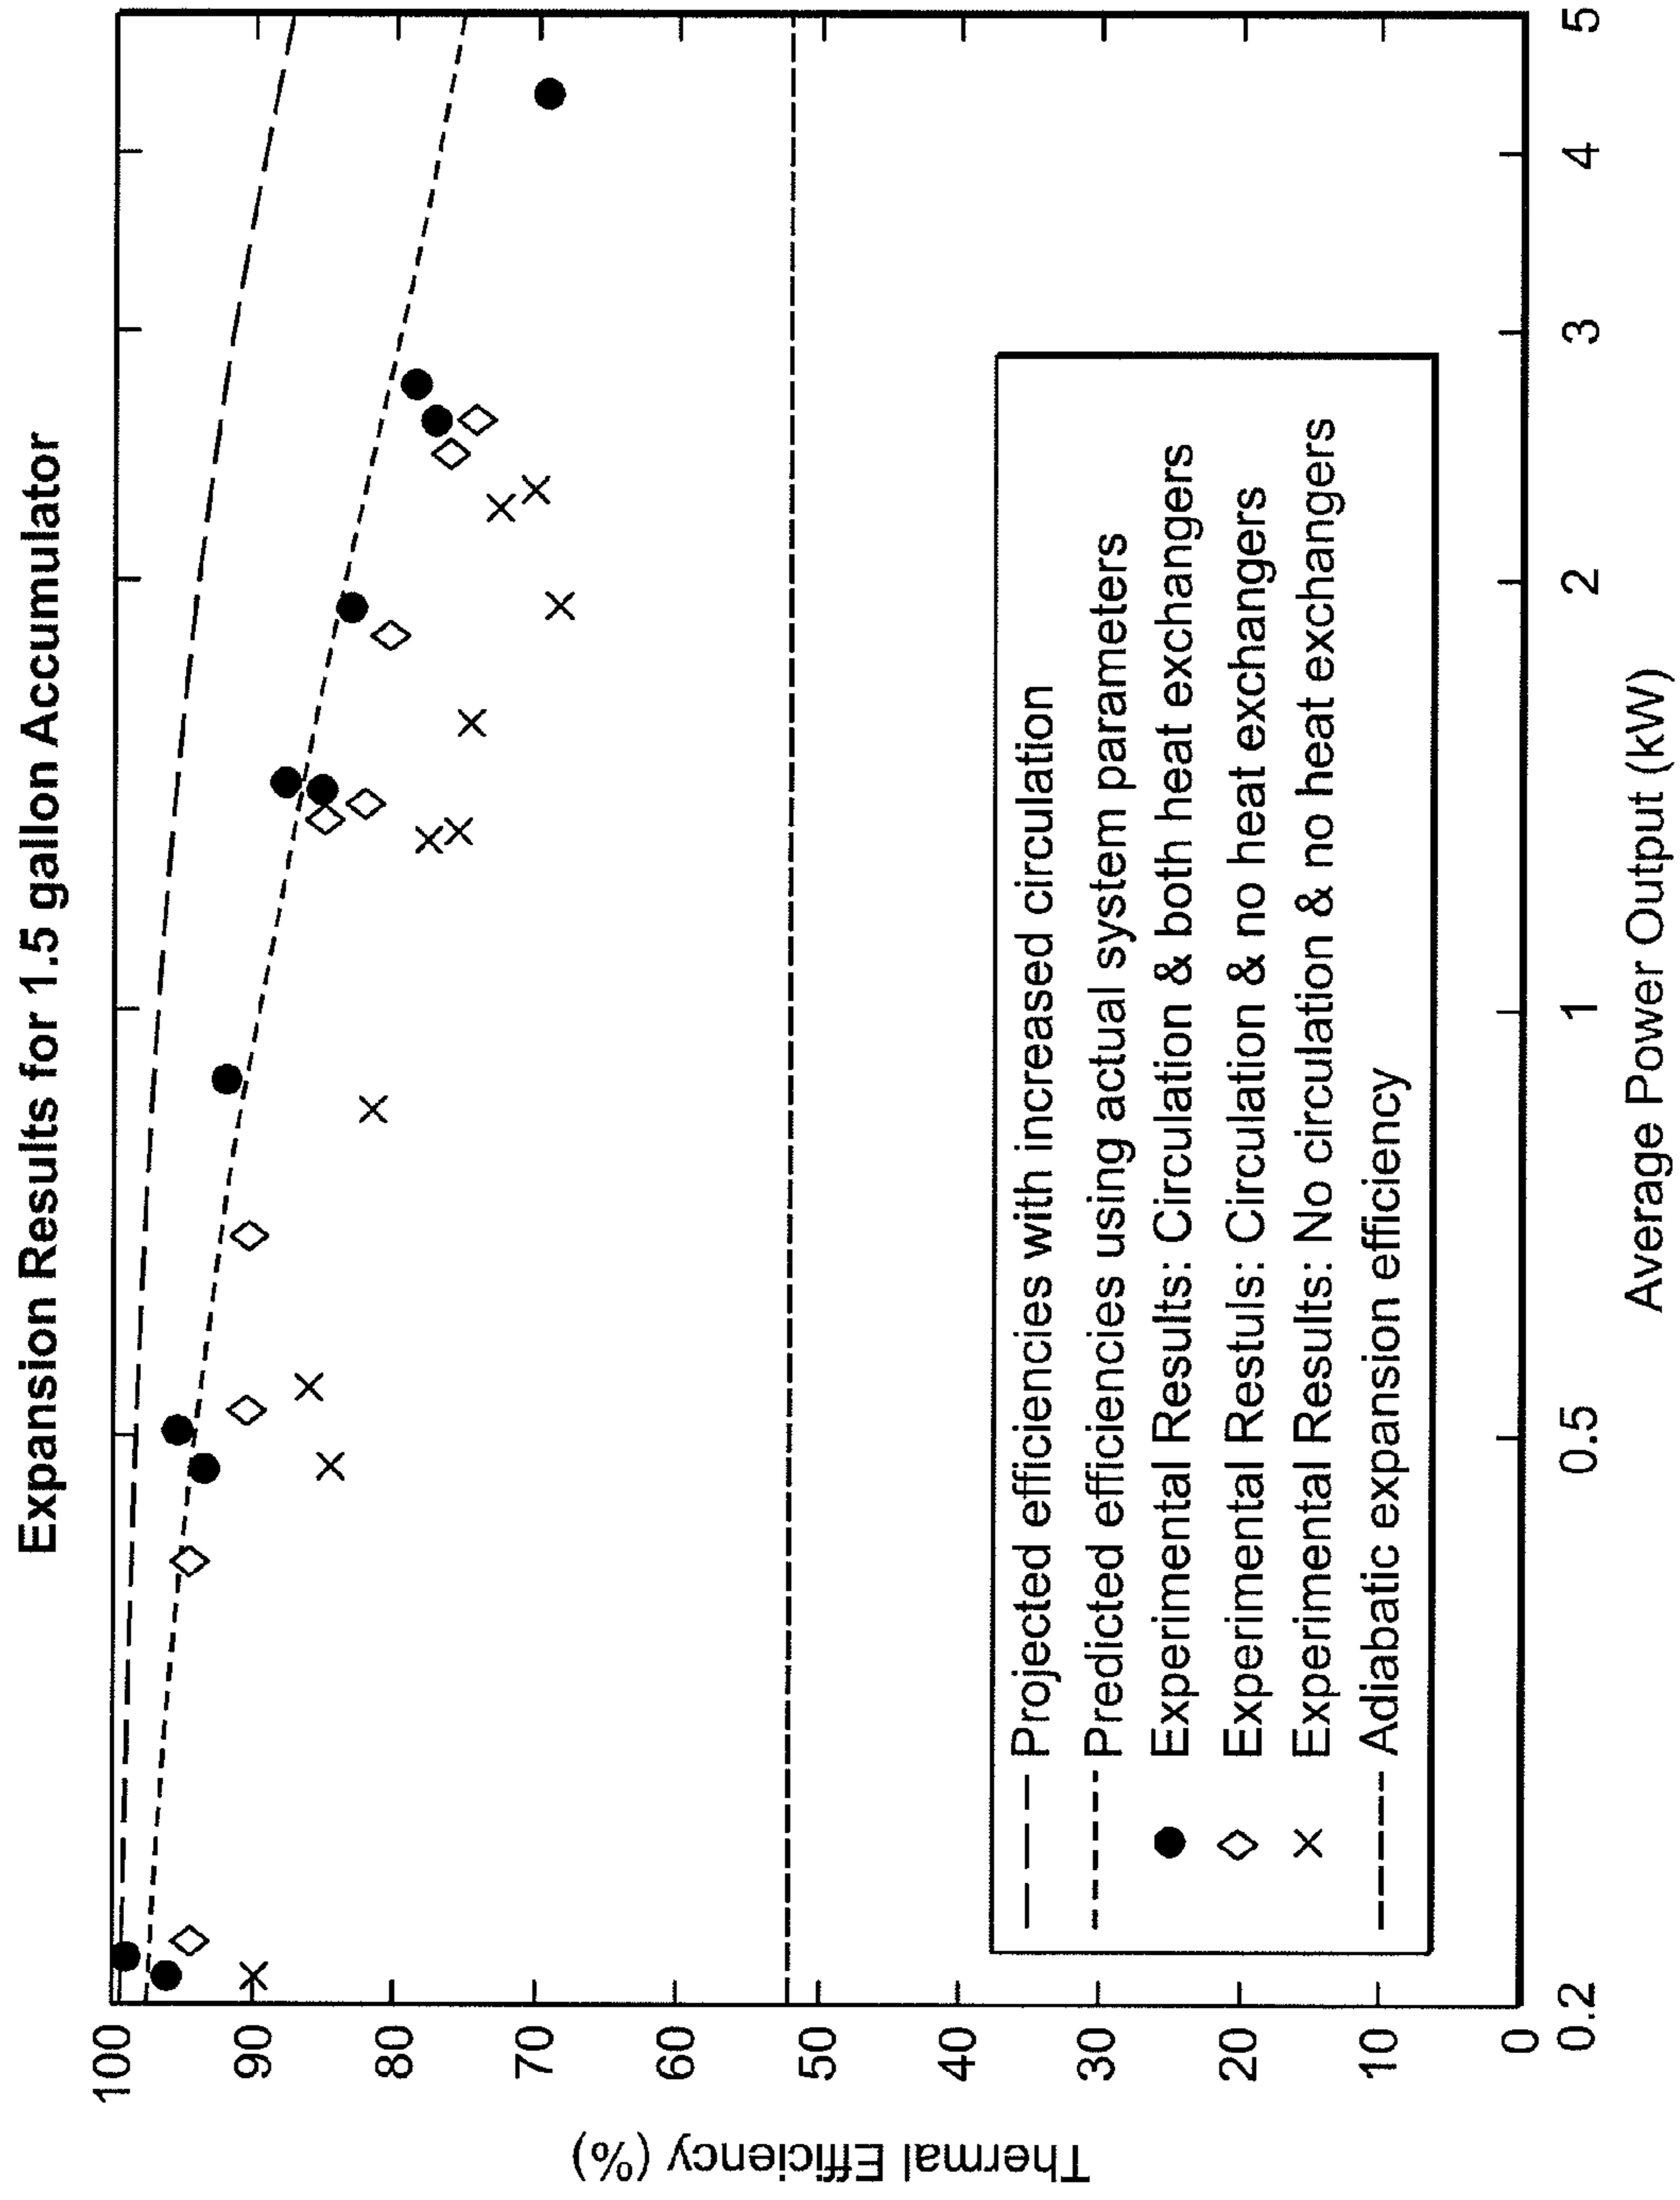 Expansion Results for 1.5 gallon Accumulator
Thermal Efficiency (%)
100
90
80
70
60
50
40
30
20
10
0
Projected efficiencies with increased circulation
Predicted efficiencies using actual system parameters
Experimental Results: Circulation & both heat exchangers
Experimental Restuls: Circulation & no heat exchangers
Experimental Results: No circulation & no heat exchangers
Adiabatic expansion efficiency
0.2 0.5 1 2 3 4 5
Average Power Output (kW)